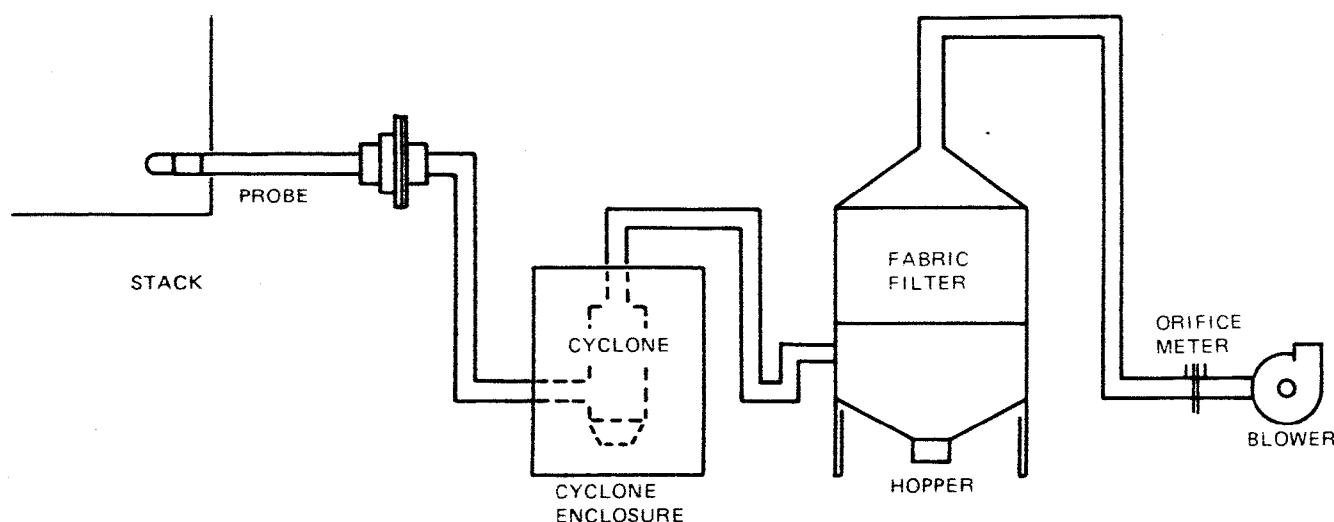 PROBE
STACK
CYCLONE
CYCLONE
ENCLOSURE
FABRIC
FILTER
HOPPER
ORIFICE
METER
BLOWER